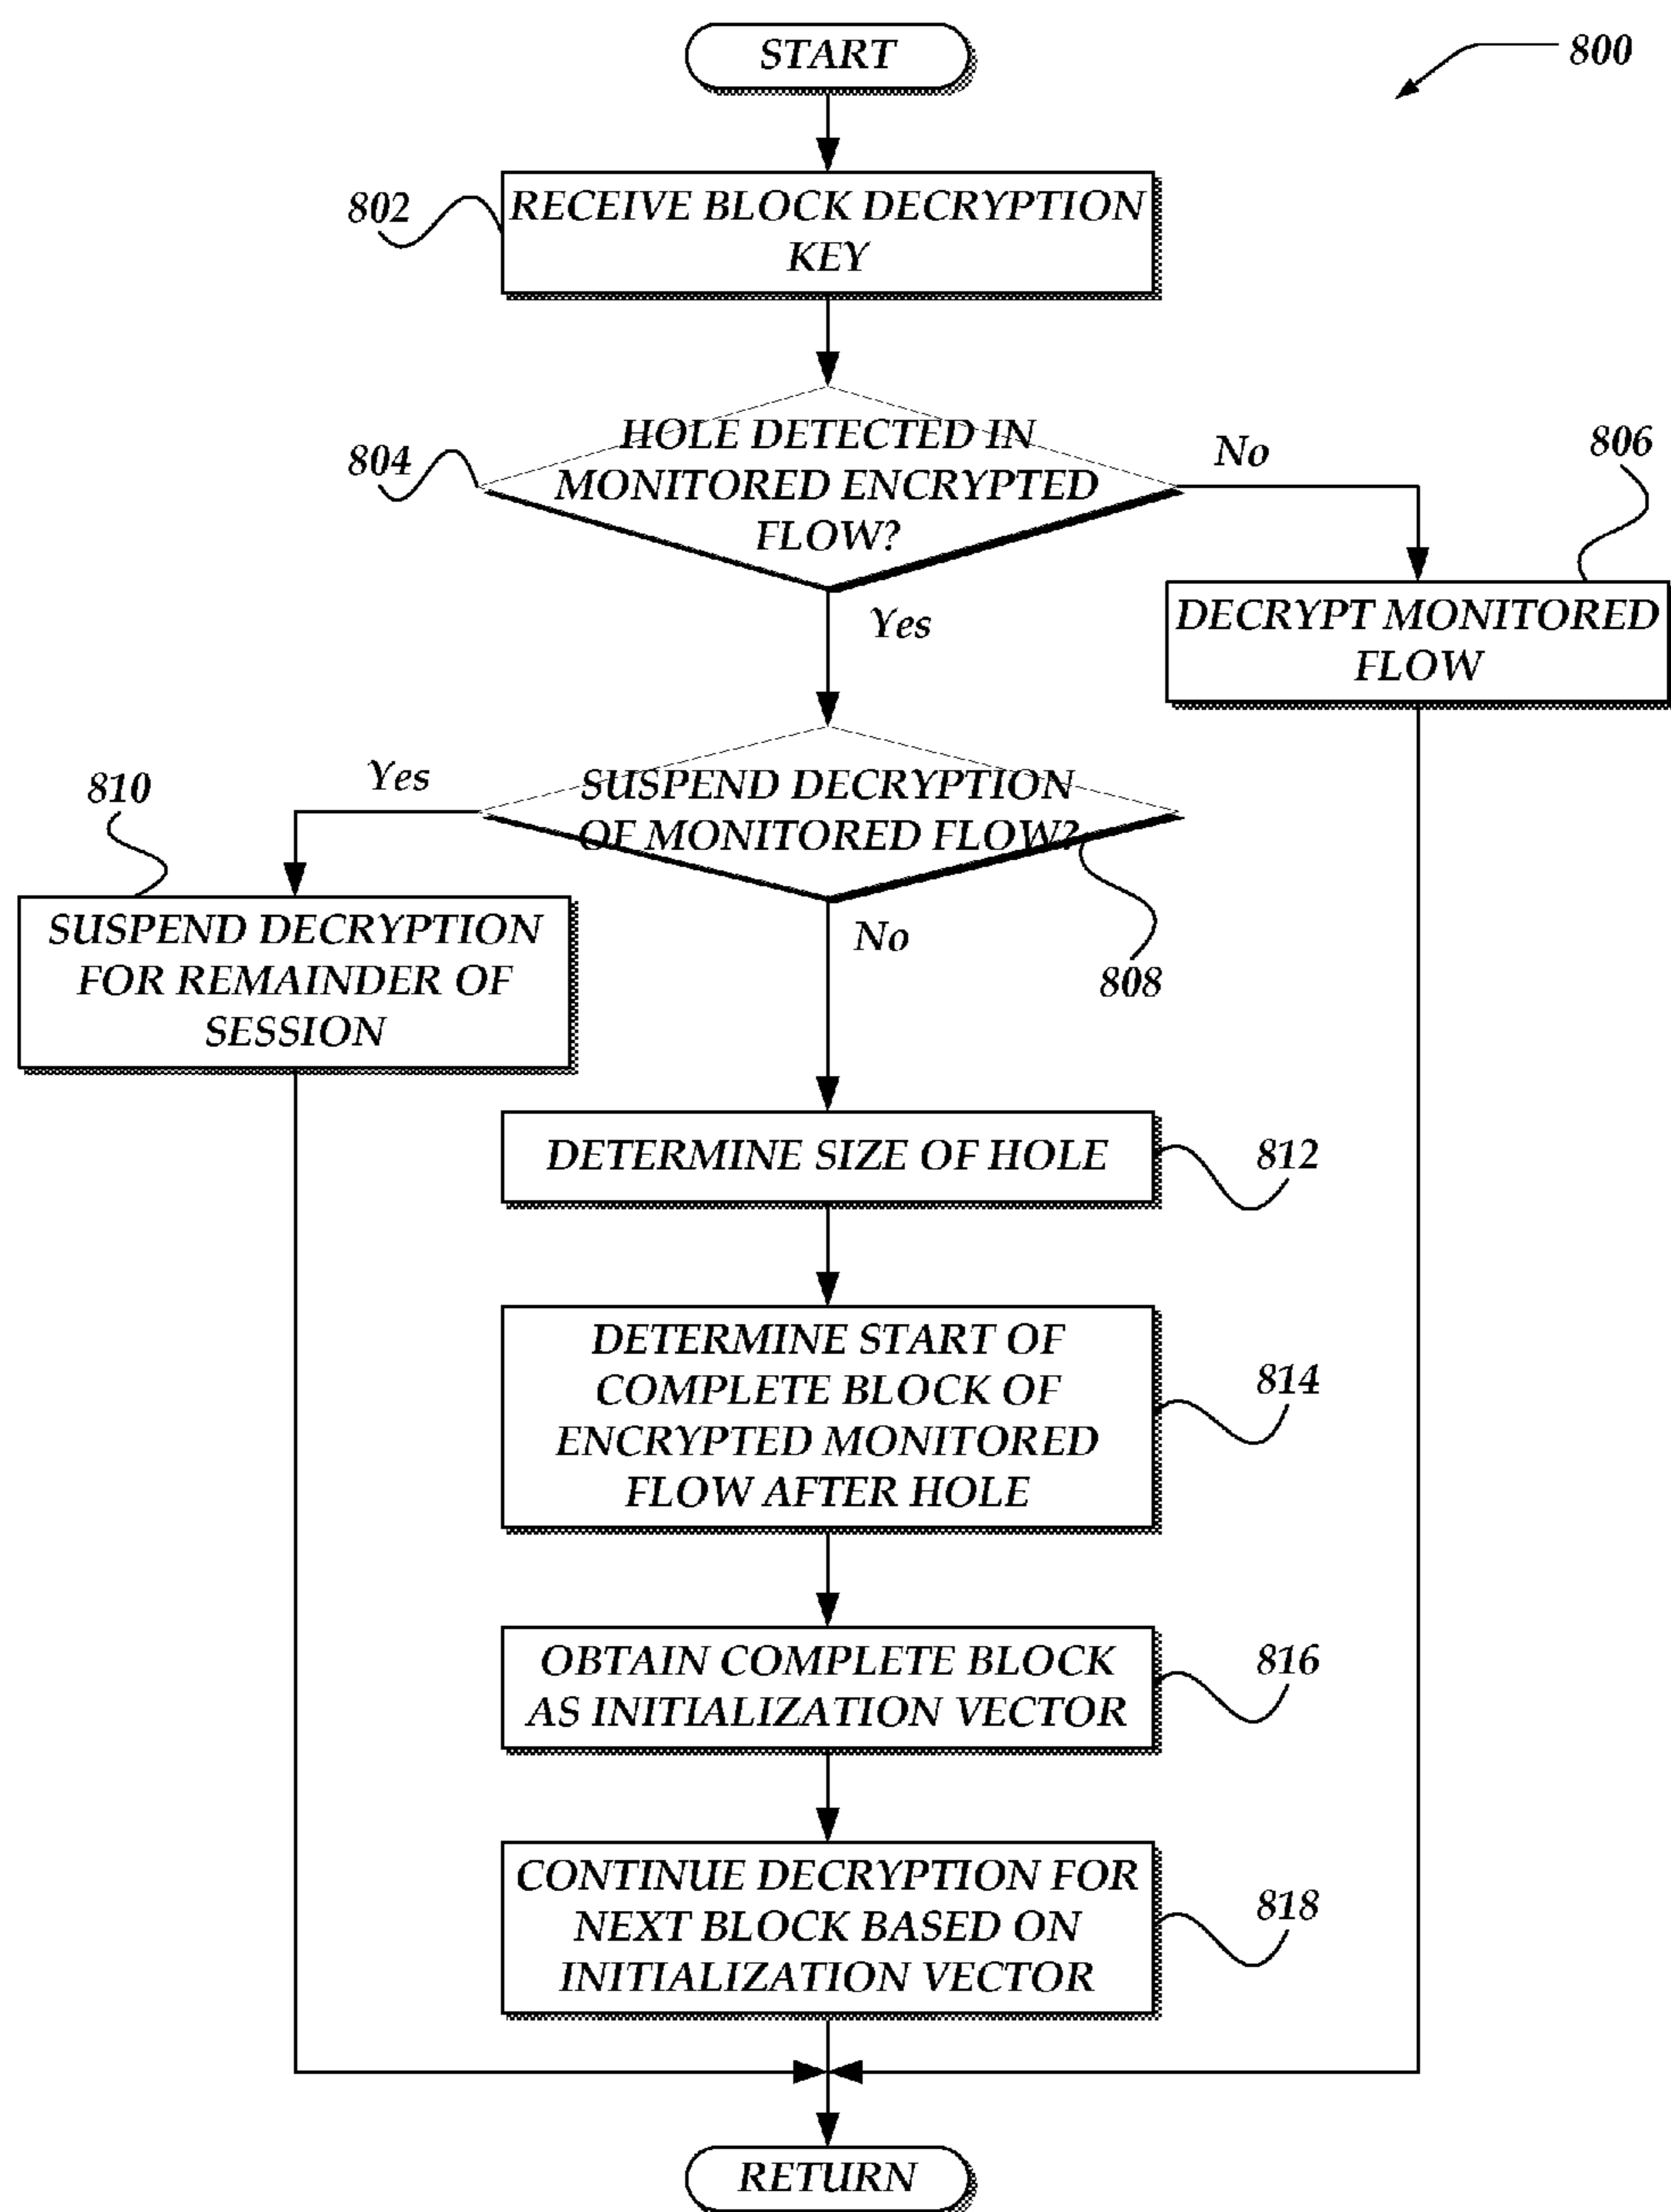 START
800
802
RECEIVE BLOCK DECRYPTION
KEY
804
HOLE DETECTED IN
MONITORED ENCRYPTED
FLOW?
No
806
Yes
DECRYPT MONITORED
FLOW
810
Yes
SUSPEND DECRYPTION
OF MONITORED FLOW?
808
No
SUSPEND DECRYPTION
FOR REMAINDER OF
SESSION
DETERMINE SIZE OF HOLE
812
DETERMINE START OF
COMPLETE BLOCK OF
ENCRYPTED MONITORED
FLOW AFTER HOLE
814
OBTAIN COMPLETE BLOCK
AS INITIALIZATION VECTOR
816
CONTINUE DECRYPTION FOR
NEXT BLOCK BASED ON
INITIALIZATION VECTOR
818
RETURN